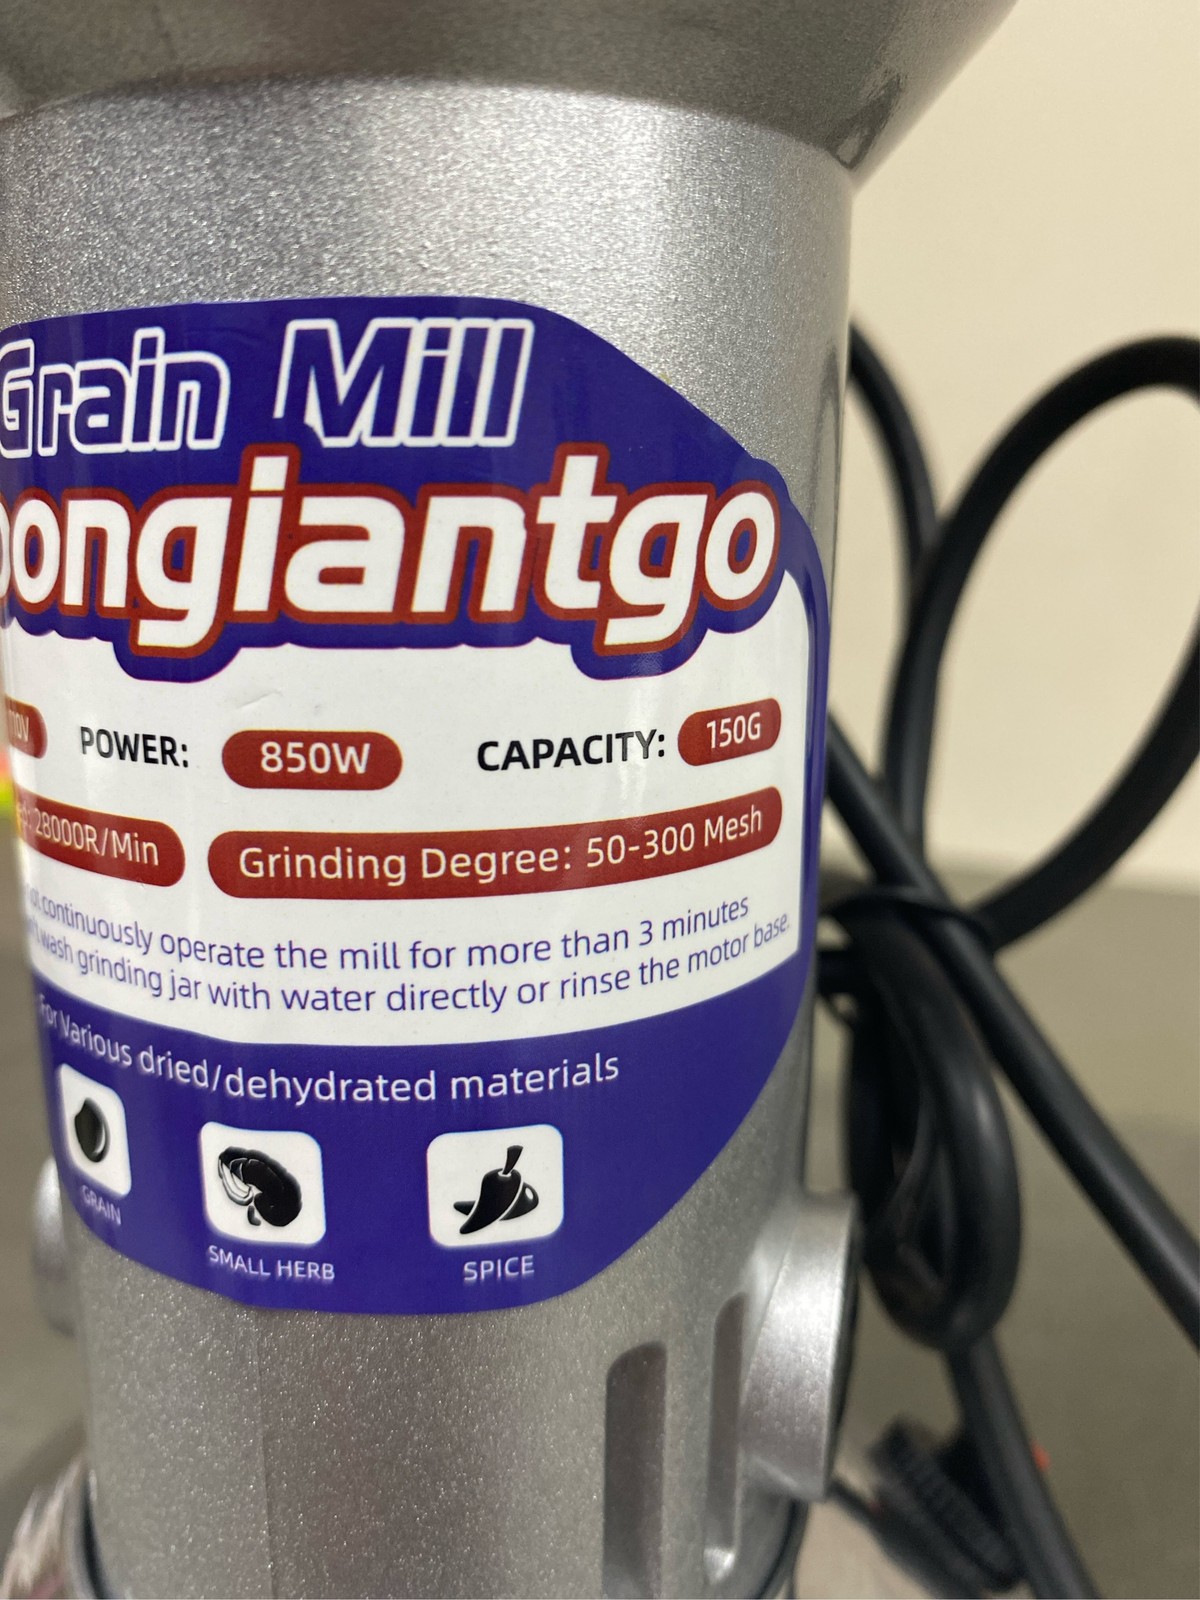 Grain Mill
ongiantgo
POWER: 850W CAPACITY: 150G
28000R/Min Grinding Degree: 50-300 Mesh
continuously operate the mill for more than 3 minutes
wash grinding jar with water directly or rinse the motor base.
For Various dried/dehydrated materials
GRAIN SMALL HERB SPICE